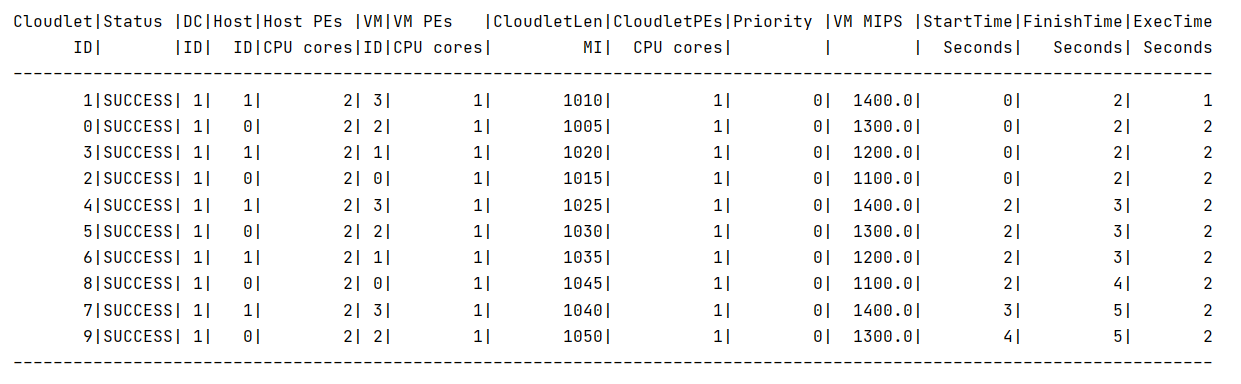 Cloudlet|Status |DC|Host|Host PEs |VM|VM PEs   |CloudletLen|CloudletPEs|Priority |VM MIPS |StartTime|FinishTime|ExecTime
      ID|       |ID|  ID|CPU cores|ID|CPU cores|         MI|  CPU cores|         |        |  Seconds|   Seconds| Seconds
------------------------------------------------------------------------------------------------------------------------
       1|SUCCESS| 1|   1|        2| 3|        1|       1010|          1|        0|  1400.0|        0|         2|       1
       0|SUCCESS| 1|   0|        2| 2|        1|       1005|          1|        0|  1300.0|        0|         2|       2
       3|SUCCESS| 1|   1|        2| 1|        1|       1020|          1|        0|  1200.0|        0|         2|       2
       2|SUCCESS| 1|   0|        2| 0|        1|       1015|          1|        0|  1100.0|        0|         2|       2
       4|SUCCESS| 1|   1|        2| 3|        1|       1025|          1|        0|  1400.0|        2|         3|       2
       5|SUCCESS| 1|   0|        2| 2|        1|       1030|          1|        0|  1300.0|        2|         3|       2
       6|SUCCESS| 1|   1|        2| 1|        1|       1035|          1|        0|  1200.0|        2|         3|       2
       8|SUCCESS| 1|   0|        2| 0|        1|       1045|          1|        0|  1100.0|        2|         4|       2
       7|SUCCESS| 1|   1|        2| 3|        1|       1040|          1|        0|  1400.0|        3|         5|       2
       9|SUCCESS| 1|   0|        2| 2|        1|       1050|          1|        0|  1300.0|        4|         5|       2
------------------------------------------------------------------------------------------------------------------------